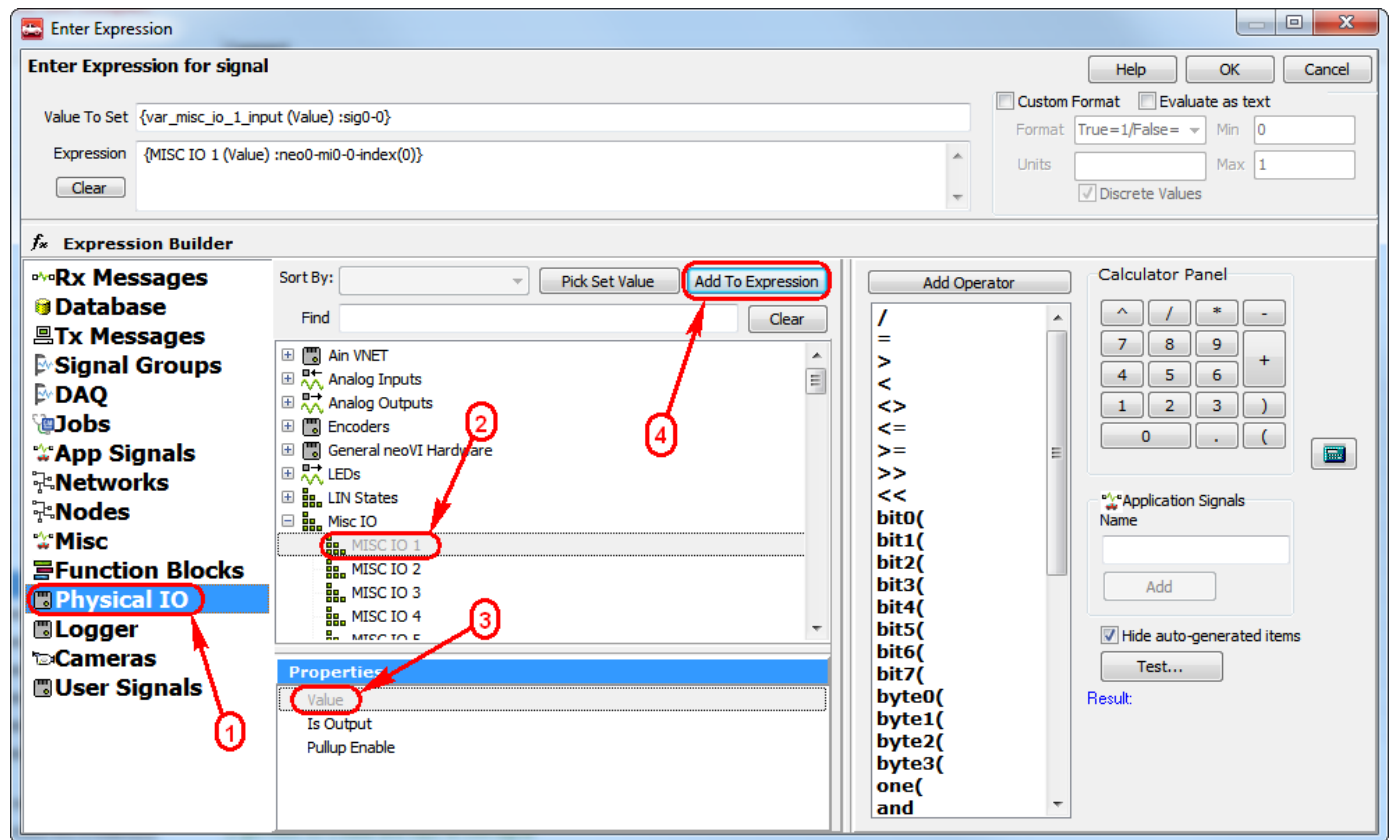 Enter Expression
Enter Expression for signal
Help
OK
Cancel
Value To Set
{var_misc_io_1_input (Value) :sig0-0}
Expression
{MISC IO 1 (Value) :neo0-mi0-0-index(0)}
Clear
Custom Format
Evaluate as text
Format
True=1/False=
Min
0
Units
Max
1
Discrete Values
fx Expression Builder
Rx Messages
Database
Tx Messages
Signal Groups
DAQ
Jobs
App Signals
Networks
Nodes
Misc
Function Blocks
Physical IO
Logger
Cameras
User Signals
1
Sort By:
Pick Set Value
Add To Expression
Find
Clear
Ain VNET
Analog Inputs
Analog Outputs
Encoders
General neoVI Hardware
LEDs
LIN States
Misc IO
MISC IO 1
MISC IO 2
MISC IO 3
MISC IO 4
MISC IO 5
2
4
3
Properties
Value
Is Output
Pullup Enable
Add Operator
/
=
>
<
<>
<=
>=
>>
<<
bit0(
bit1(
bit2(
bit3(
bit4(
bit5(
bit6(
bit7(
byte0(
byte1(
byte2(
byte3(
one(
and
Calculator Panel
^ / * -
7 8 9 +
4 5 6
1 2 3 )
0 . (
Application Signals
Name
Add
Hide auto-generated items
Test...
Result: